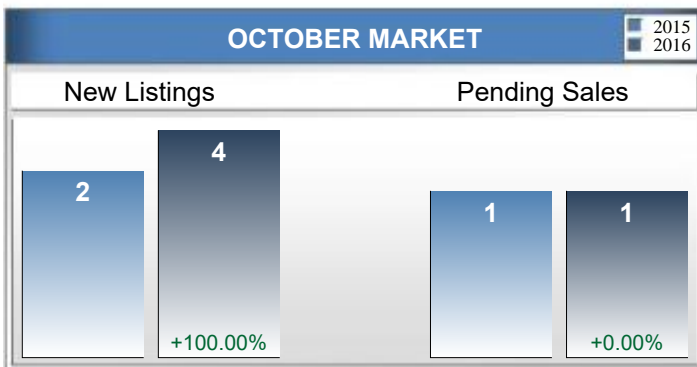 OCTOBER MARKET
2015
2016
New Listings
Pending Sales
2
4
+100.00%
1
1
+0.00%